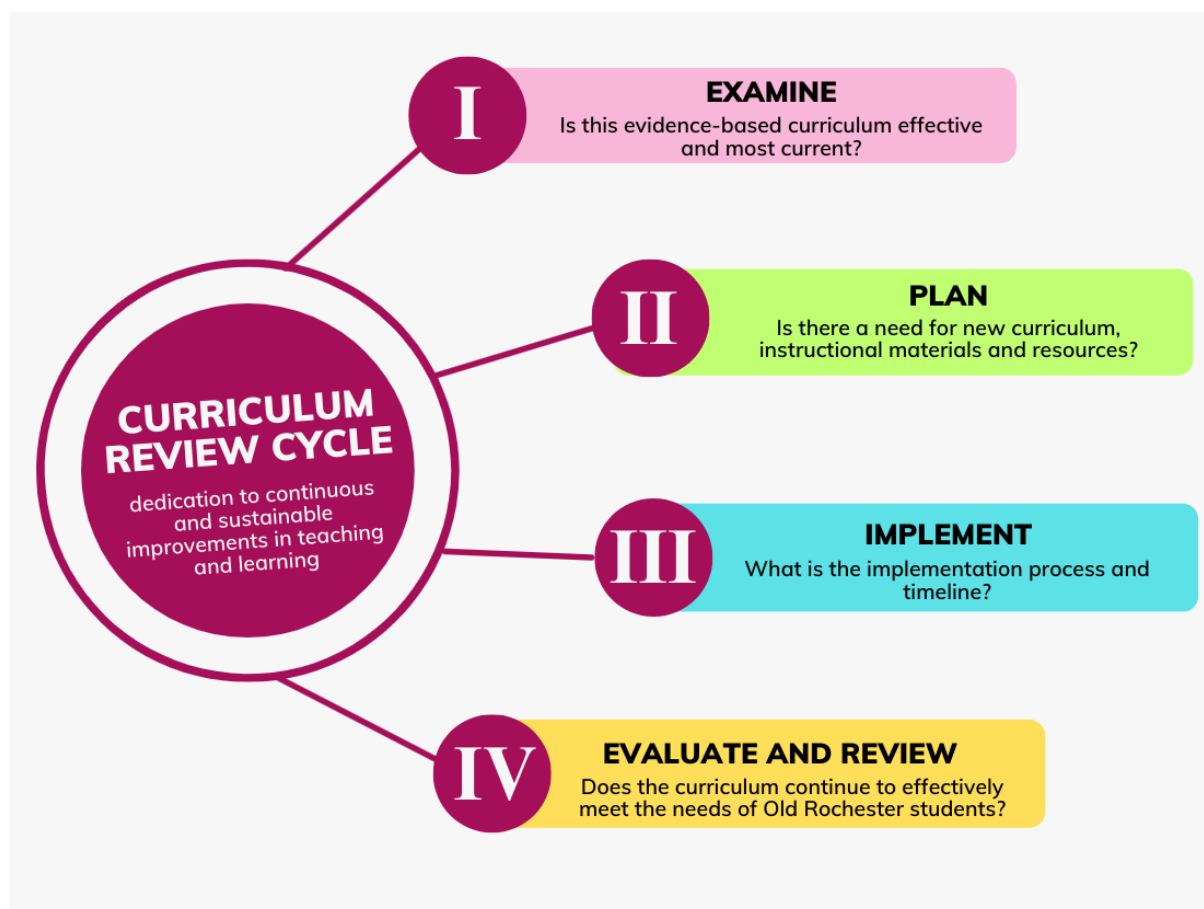 I
EXAMINE
Is this evidence-based curriculum effective
and most current?
II
PLAN
Is there a need for new curriculum,
instructional materials and resources?
CURRICULUM
REVIEW CYCLE
dedication to continuous
and sustainable
improvements in teaching
and learning
III
IMPLEMENT
What is the implementation process and
timeline?
IV
EVALUATE AND REVIEW
Does the curriculum continue to effectively
meet the needs of Old Rochester students?